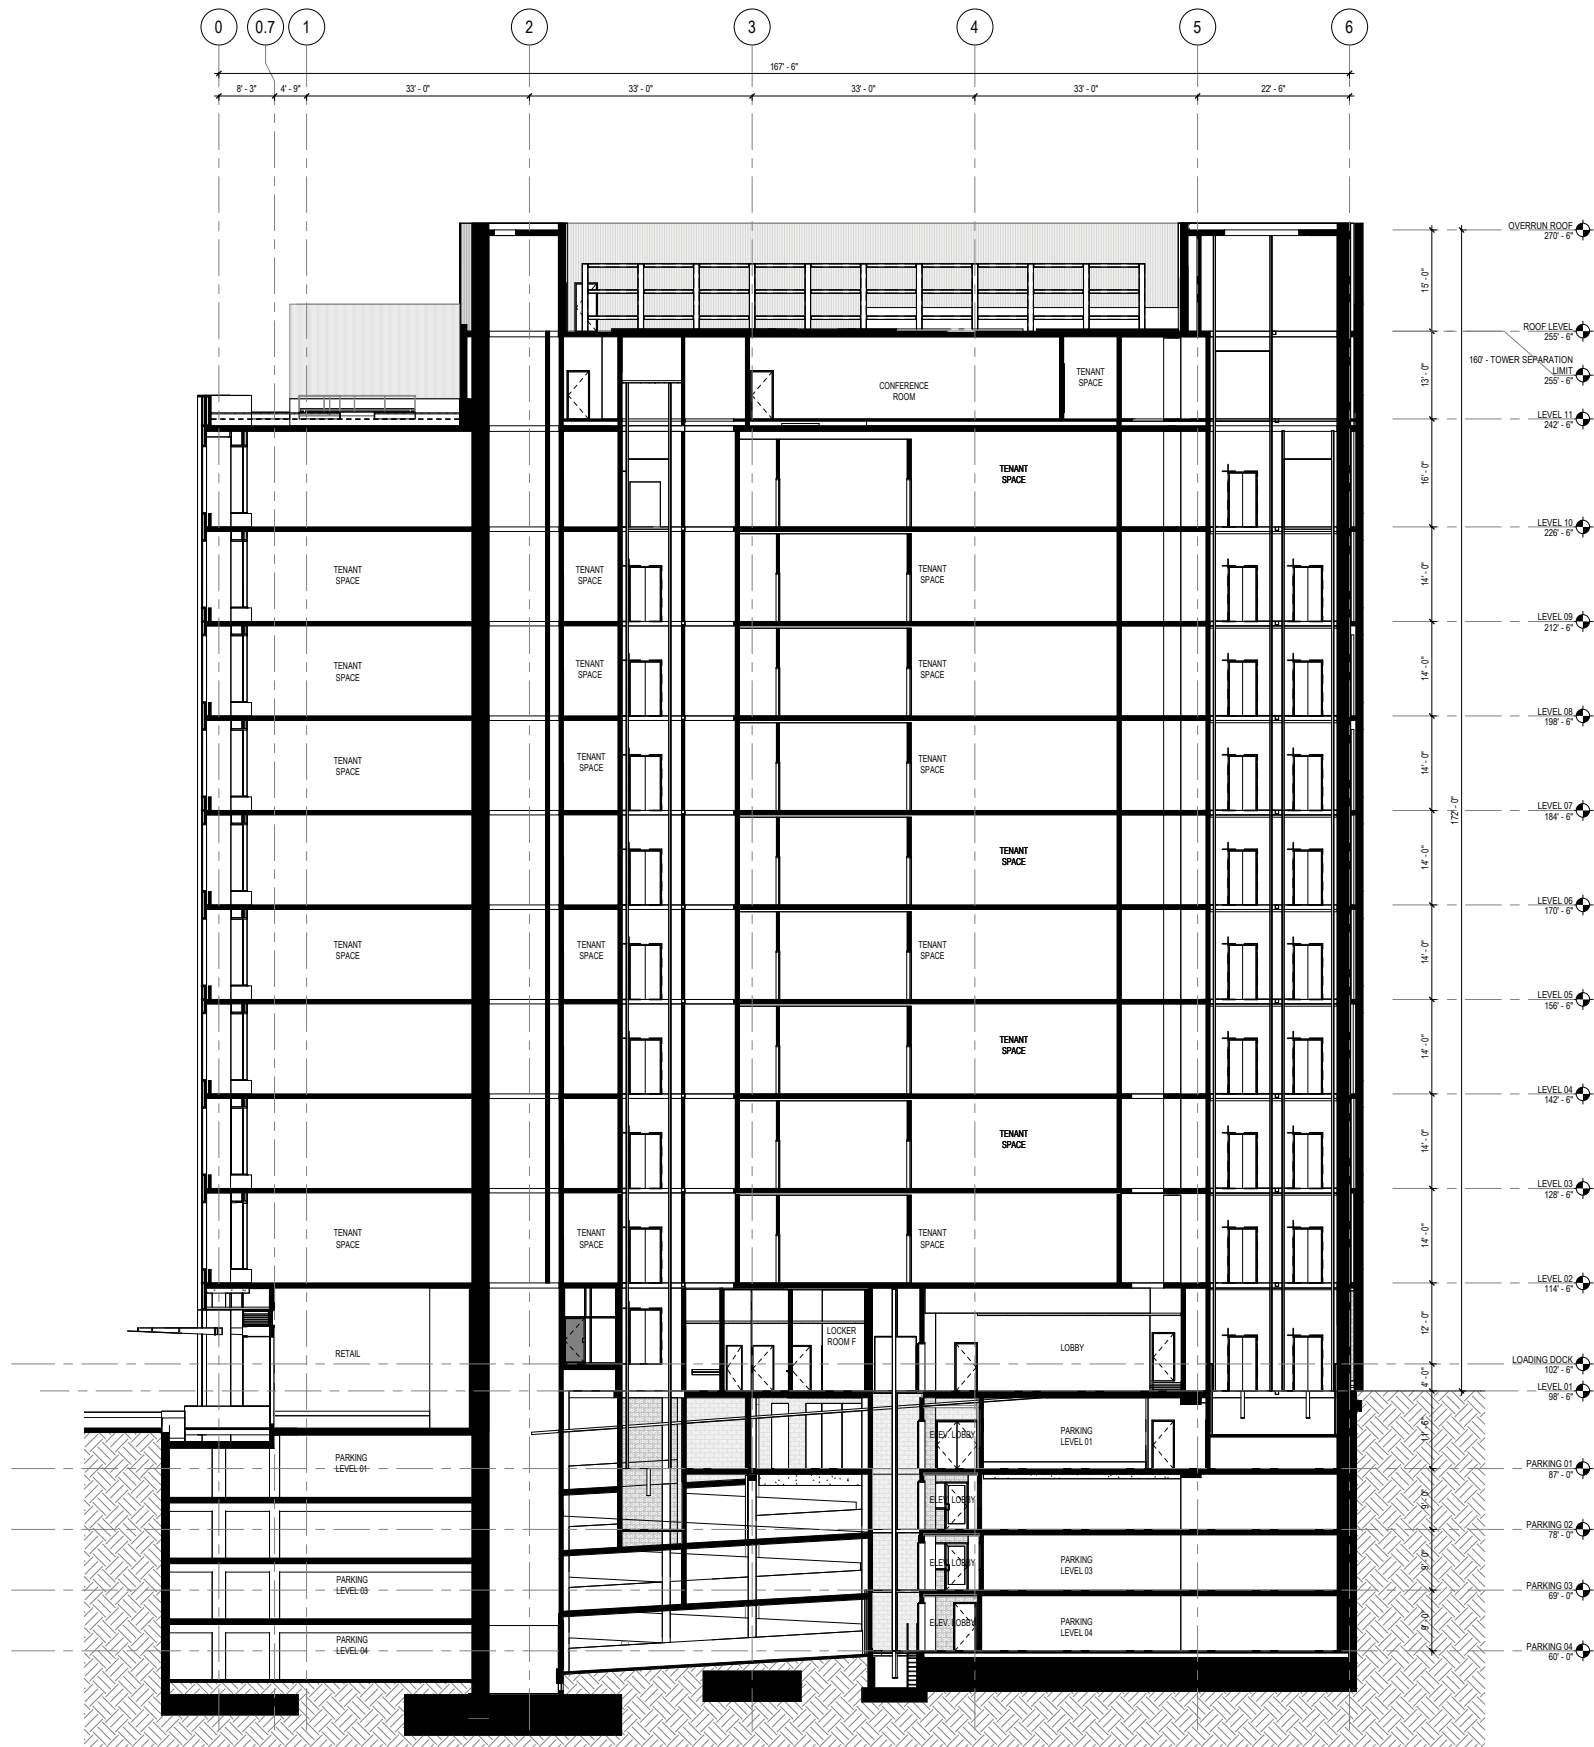 0 0.7 1 2 3 4 5 6
167' - 6"
8' - 3" 4' - 9" 33' - 0" 33' - 0" 33' - 0" 33' - 0" 22' - 6"
OVERRUN ROOF
270' - 6"
15' - 0"
ROOF LEVEL
255' - 6"
160' - TOWER SEPARATION
LIMIT
255' - 6"
13' - 0"
CONFERENCE
ROOM
TENANT
SPACE
LEVEL 11
242' - 6"
TENANT
SPACE
16' - 0"
LEVEL 10
226' - 6"
TENANT
SPACE
TENANT
SPACE
TENANT
SPACE
14' - 0"
LEVEL 09
212' - 6"
TENANT
SPACE
TENANT
SPACE
TENANT
SPACE
14' - 0"
LEVEL 08
198' - 6"
TENANT
SPACE
TENANT
SPACE
TENANT
SPACE
14' - 0"
LEVEL 07
184' - 6"
172' - 0"
TENANT
SPACE
14' - 0"
LEVEL 06
170' - 6"
TENANT
SPACE
TENANT
SPACE
TENANT
SPACE
14' - 0"
LEVEL 05
156' - 6"
TENANT
SPACE
14' - 0"
LEVEL 04
142' - 6"
TENANT
SPACE
14' - 0"
LEVEL 03
128' - 6"
TENANT
SPACE
TENANT
SPACE
TENANT
SPACE
14' - 0"
LEVEL 02
114' - 6"
RETAIL
LOCKER
ROOM F
LOBBY
12' - 0"
LOADING DOCK
102' - 6"
4' - 0"
LEVEL 01
98' - 6"
PARKING
LEVEL 01
ELEV. LOBBY
PARKING
LEVEL 01
11' - 6"
PARKING 01
87' - 0"
ELEV. LOBBY
9' - 0"
PARKING 02
78' - 0"
PARKING
LEVEL 03
ELEV. LOBBY
PARKING
LEVEL 03
9' - 0"
PARKING 03
69' - 0"
PARKING
LEVEL 04
ELEV. LOBBY
PARKING
LEVEL 04
9' - 0"
PARKING 04
60' - 0"